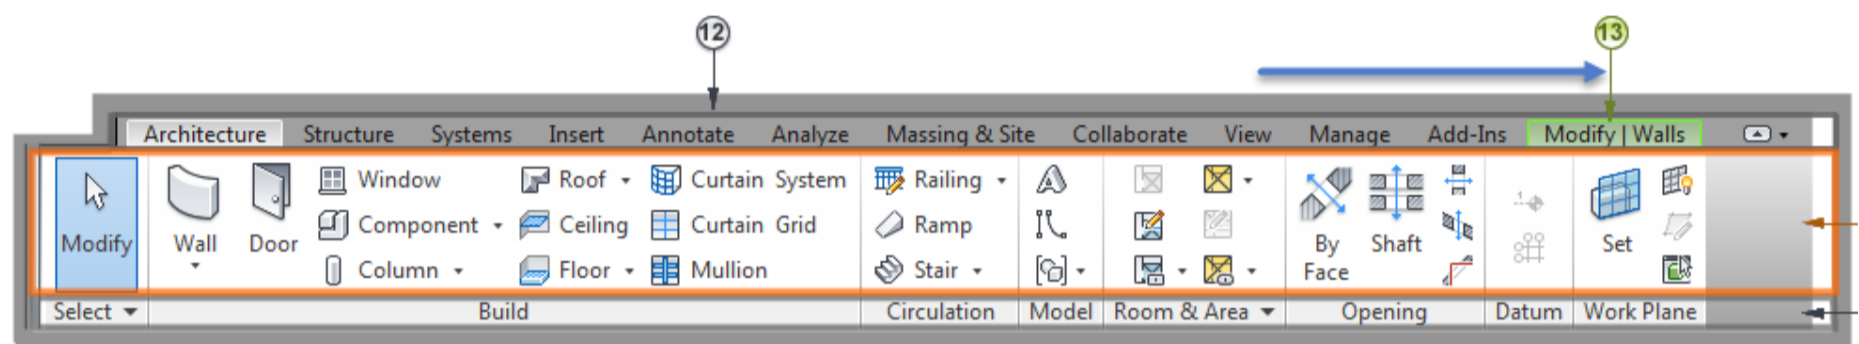 12 13
Architecture Structure Systems Insert Annotate Analyze Massing & Site Collaborate View Manage Add-Ins Modify | Walls
Window Roof Curtain System Railing
Modify Wall Door Component Ceiling Curtain Grid Ramp By Face Shaft Set
Column Floor Mullion Stair
Select Build Circulation Model Room & Area Opening Datum Work Plane